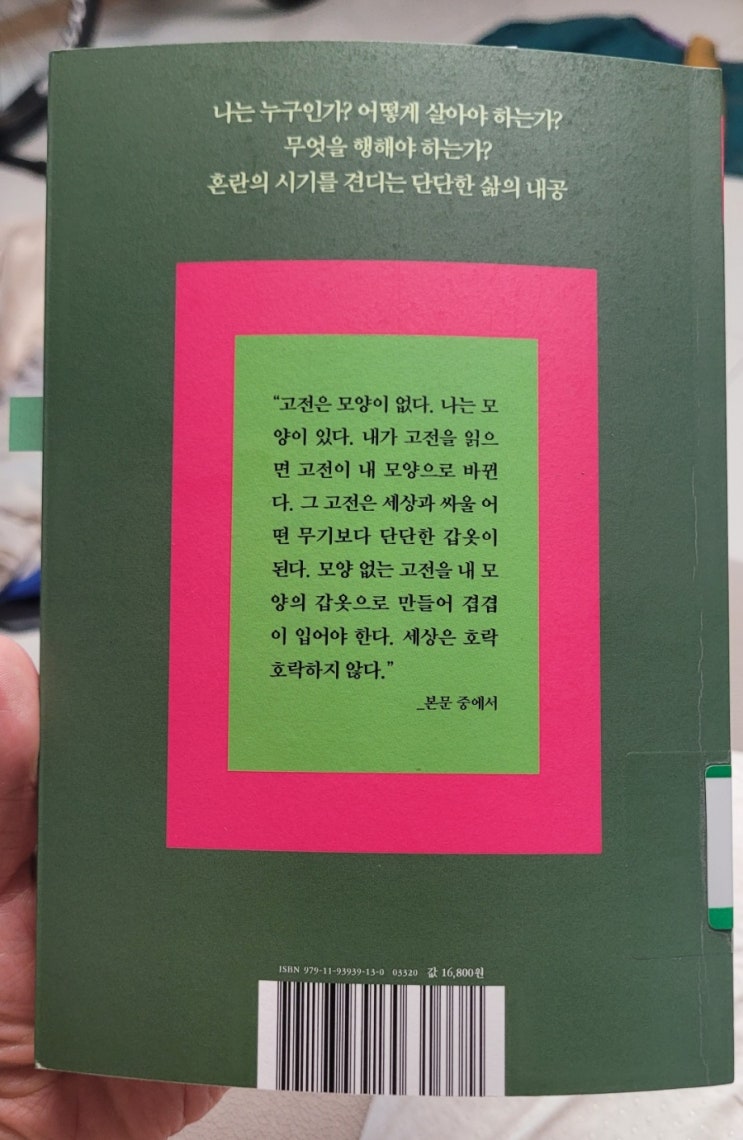 나는 누구인가? 어떻게 살아야 하는가?
무엇을 행해야 하는가?
혼란의 시기를 견디는 단단한 삶의 내공
“고전은 모양이 없다. 나는 모
양이 있다. 내가 고전을 읽으
면 고전이 내 모양으로 바뀐
다. 그 고전은 세상과 싸울 어
떤 무기보다 단단한 갑옷이
된다. 모양 없는 고전을 내 모
양의 갑옷으로 만들어 겹겹
이 입어야 한다. 세상은 호락
호락하지 않다.”
_본문 중에서
ISBN 979-11-93939-13-0 03320 값 16,800원